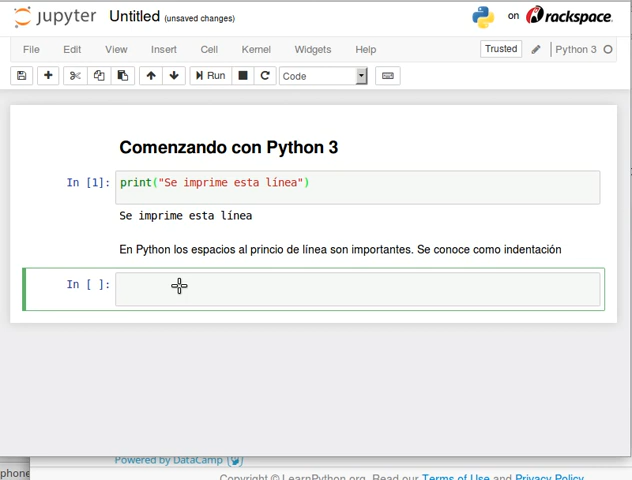 jupyter Untitled (unsaved changes) on rackspace.
File Edit View Insert Cell Kernel Widgets Help Trusted Python 3
Run Code
Comenzando con Python 3
In [1]: print("Se imprime esta línea")
Se imprime esta línea
En Python los espacios al princio de línea son importantes. Se conoce como indentación
In [ ]:
Powered by DataCamp
phone Copyright © LearnPython.org. Read our Terms of Use and Privacy Policy